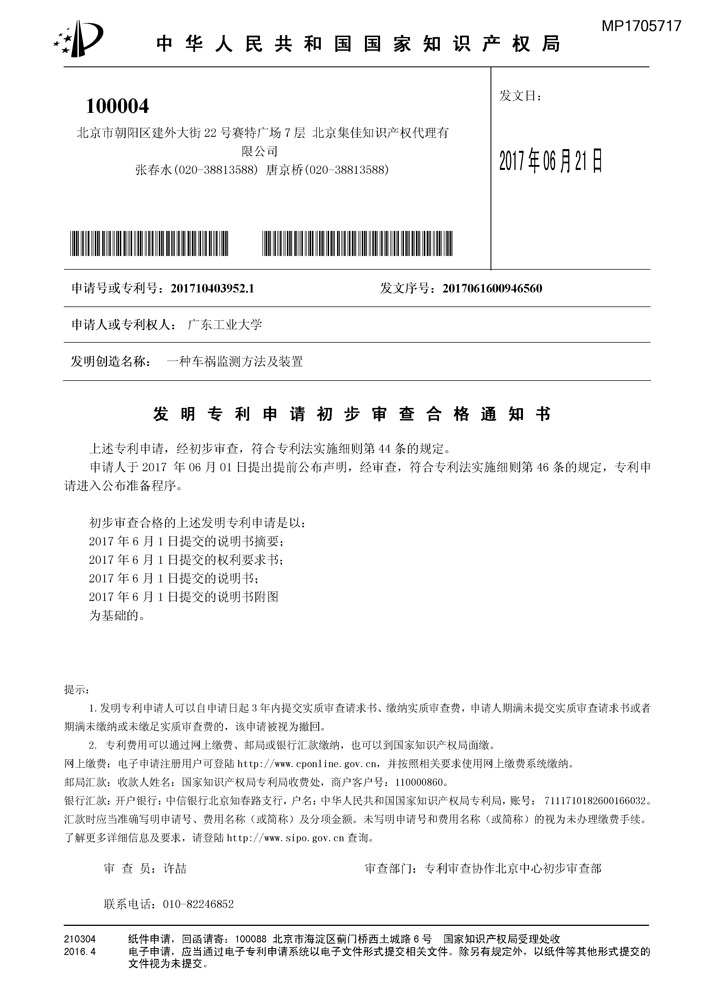 MP1705717
中华人民共和国国家知识产权局
100004
发文日：
北京市朝阳区建外大街 22 号赛特广场 7 层 北京集佳知识产权代理有
限公司
张春水(020-38813588) 唐京桥(020-38813588)
2017 年 06 月 21 日
申请号或专利号：201710403952.1 发文序号：2017061600946560
申请人或专利权人： 广东工业大学
发明创造名称： 一种车祸监测方法及装置
发明专利申请初步审查合格通知书
上述专利申请，经初步审查，符合专利法实施细则第 44 条的规定。
申请人于 2017 年 06 月 01 日提出提前公布声明，经审查，符合专利法实施细则第 46 条的规定，专利申
请进入公布准备程序。
初步审查合格的上述发明专利申请是以：
2017 年 6 月 1 日提交的说明书摘要；
2017 年 6 月 1 日提交的权利要求书；
2017 年 6 月 1 日提交的说明书；
2017 年 6 月 1 日提交的说明书附图
为基础的。
提示：
1. 发明专利申请人可以自申请日起 3 年内提交实质审查请求书、缴纳实质审查费，申请人期满未提交实质审查请求书或者
期满未缴纳或未缴足实质审查费的，该申请被视为撤回。
2. 专利费用可以通过网上缴费、邮局或银行汇款缴纳，也可以到国家知识产权局面缴。
网上缴费：电子申请注册用户可登陆 http://www.cponline.gov.cn，并按照相关要求使用网上缴费系统缴纳。
邮局汇款：收款人姓名：国家知识产权局专利局收费处，商户客户号：110000860。
银行汇款：开户银行：中信银行北京知春路支行，户名：中华人民共和国国家知识产权局专利局，账号： 7111710182600166032。
汇款时应当准确写明申请号、费用名称（或简称）及分项金额。未写明申请号和费用名称（或简称）的视为未办理缴费手续。
了解更多详细信息及要求，请登陆 http://www.sipo.gov.cn 查询。
审 查 员：许喆 审查部门：专利审查协作北京中心初步审查部
联系电话：010-82246852
210304 纸件申请，回函请寄：100088 北京市海淀区蓟门桥西土城路 6 号 国家知识产权局受理处收
2016.4 电子申请，应当通过电子专利申请系统以电子文件形式提交相关文件。除另有规定外，以纸件等其他形式提交的
文件视为未提交。